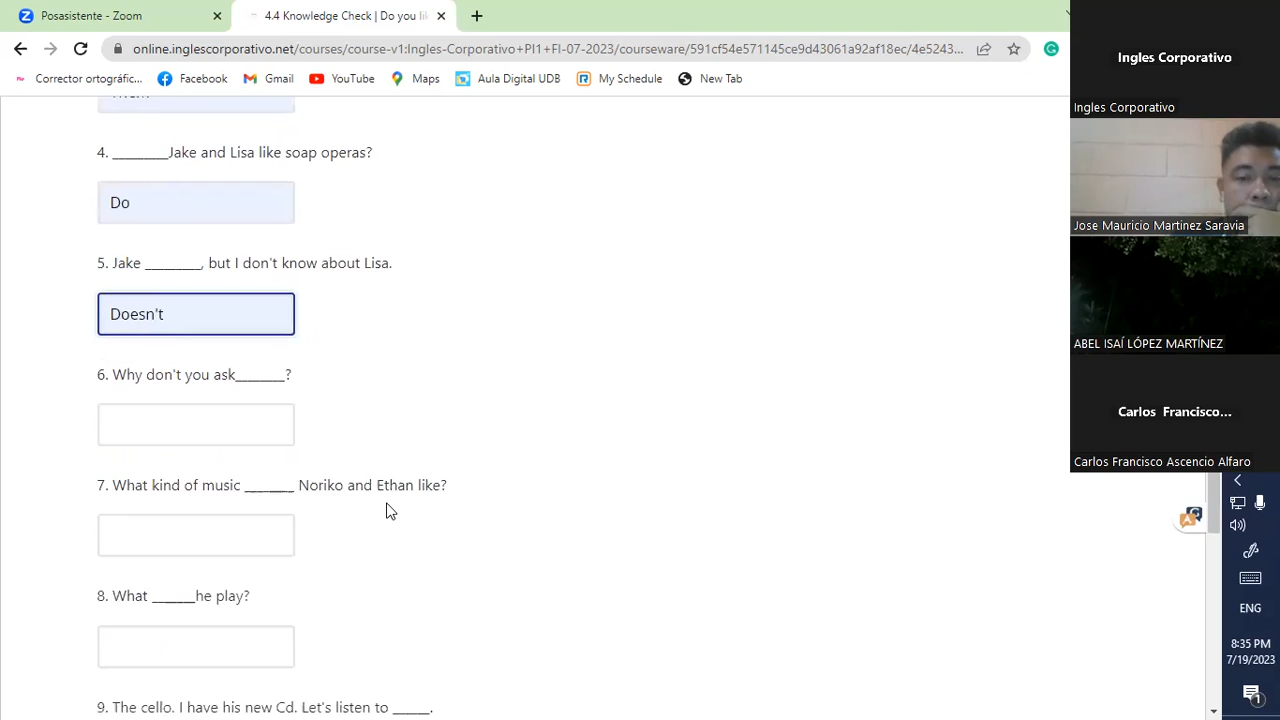 Posasistente - Zoom
4.4 Knowledge Check | Do you li
online.inglescorporativo.net/courses/course-v1:Ingles-Corporativo+PI1+FI-07-2023/courseware/591cf54e571145ce9d43061a92af18ec/4e5243...
Corrector ortográfic...
Facebook
Gmail
YouTube
Maps
Aula Digital UDB
My Schedule
New Tab
4. _________Jake and Lisa like soap operas?
Do
5. Jake _________, but I don't know about Lisa.
Doesn't
6. Why don't you ask________?
7. What kind of music ________ Noriko and Ethan like?
8. What _______he play?
9. The cello. I have his new Cd. Let's listen to ______.
Ingles Corporativo
Ingles Corporativo
Jose Mauricio Martinez Saravia
ABEL ISAÍ LÓPEZ MARTÍNEZ
Carlos Francisco...
Carlos Francisco Ascencio Alfaro
ENG
8:35 PM
7/19/2023
1